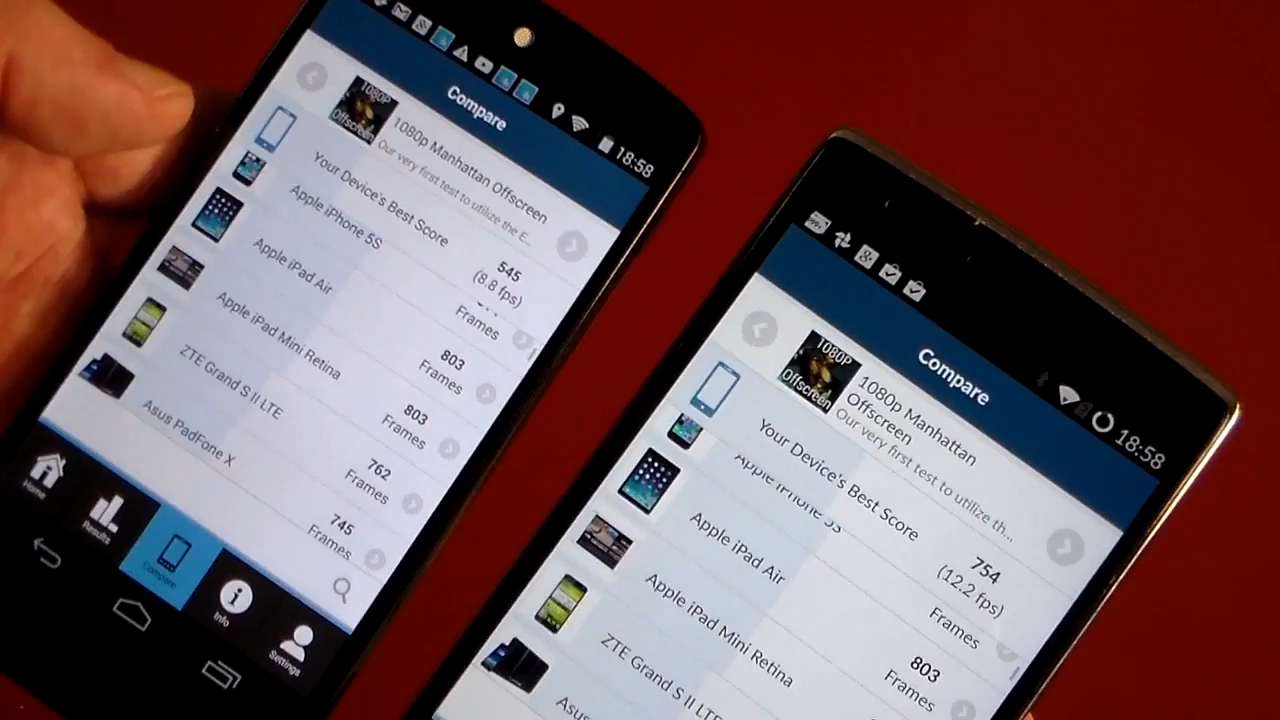 18:58
Compare
1080P
Offscreen
1080p Manhattan Offscreen
Our very first test to utilize the E..
Your Device's Best Score
545
(8.8 fps)
Apple iPhone 5S
Frames
Apple iPad Air
803
Frames
Apple iPad Mini Retina
803
Frames
ZTE Grand S II LTE
762
Frames
Asus PadFone X
745
Frames
Home
Results
Compare
Info
Settings
18:58
Compare
1080P
Offscreen
1080p Manhattan
Offscreen
Our very first test to utilize th...
Your Device's Best Score
754
(12.2 fps)
Apple iPhone 5S
Frames
Apple iPad Air
803
Frames
Apple iPad Mini Retina
ZTE Grand S II LTE
Asus